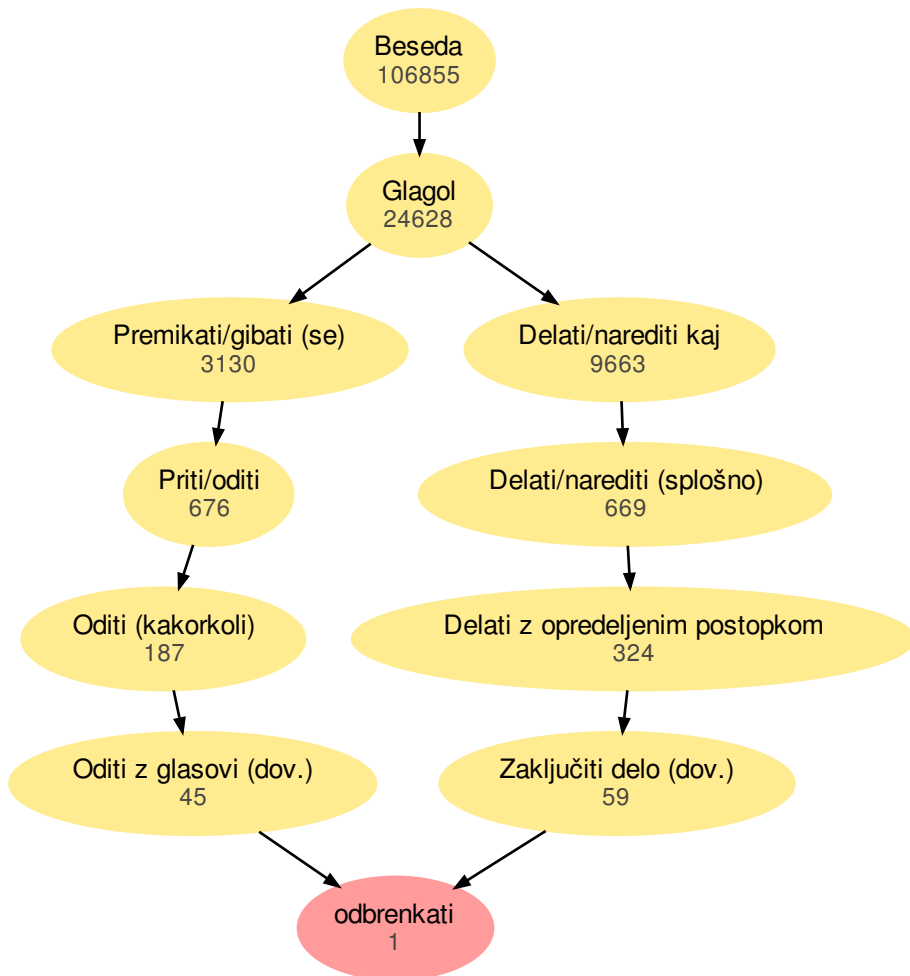 Beseda
106855
Glagol
24628
Premikati/gibati (se)
3130
Delati/narediti kaj
9663
Priti/oditi
676
Delati/narediti (splošno)
669
Oditi (kakorkoli)
187
Delati z opredeljenim postopkom
324
Oditi z glasovi (dov.)
45
Zaključiti delo (dov.)
59
odbrenkati
1